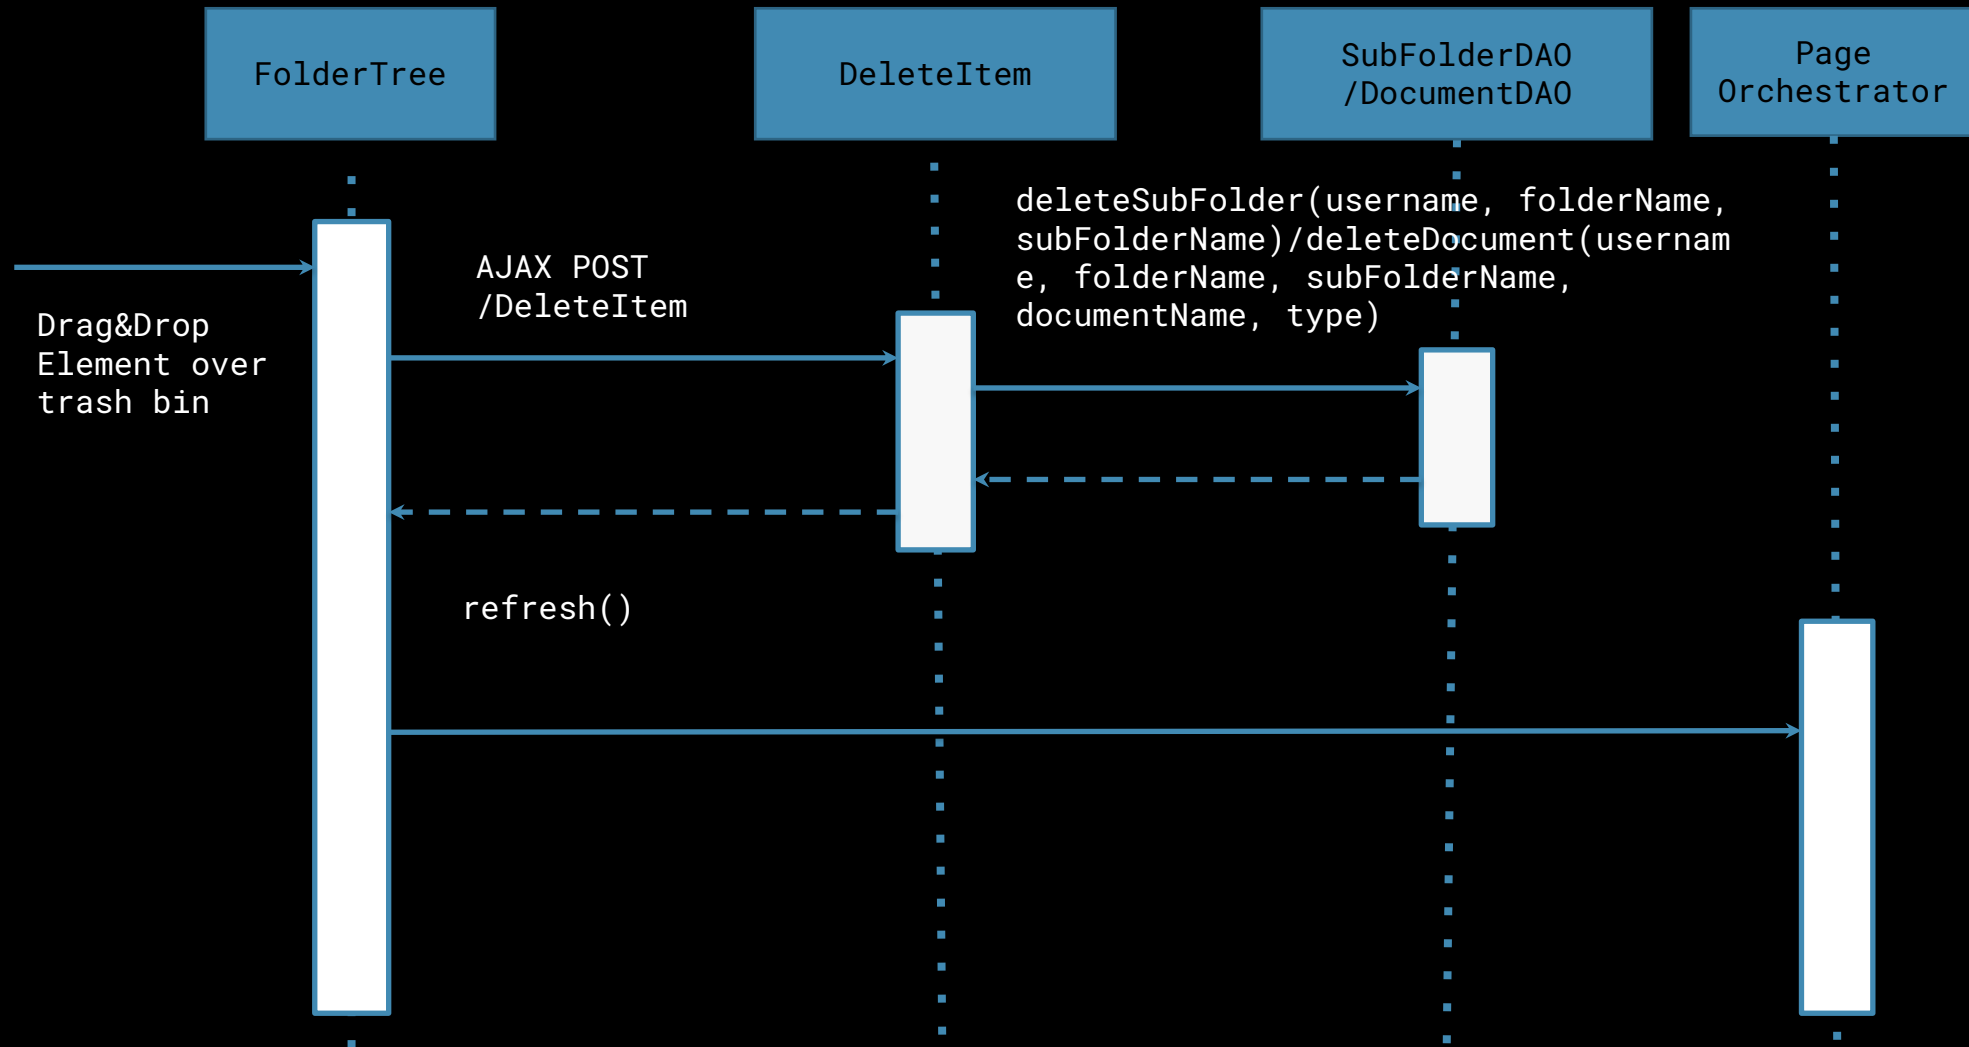 FolderTree
DeleteItem
SubFolderDAO
/DocumentDAO
Page
Orchestrator
deleteSubFolder(username, folderName,
subFolderName)/deleteDocument(usernam
e, folderName, subFolderName,
documentName, type)
AJAX POST
/DeleteItem
Drag&Drop
Element over
trash bin
refresh()